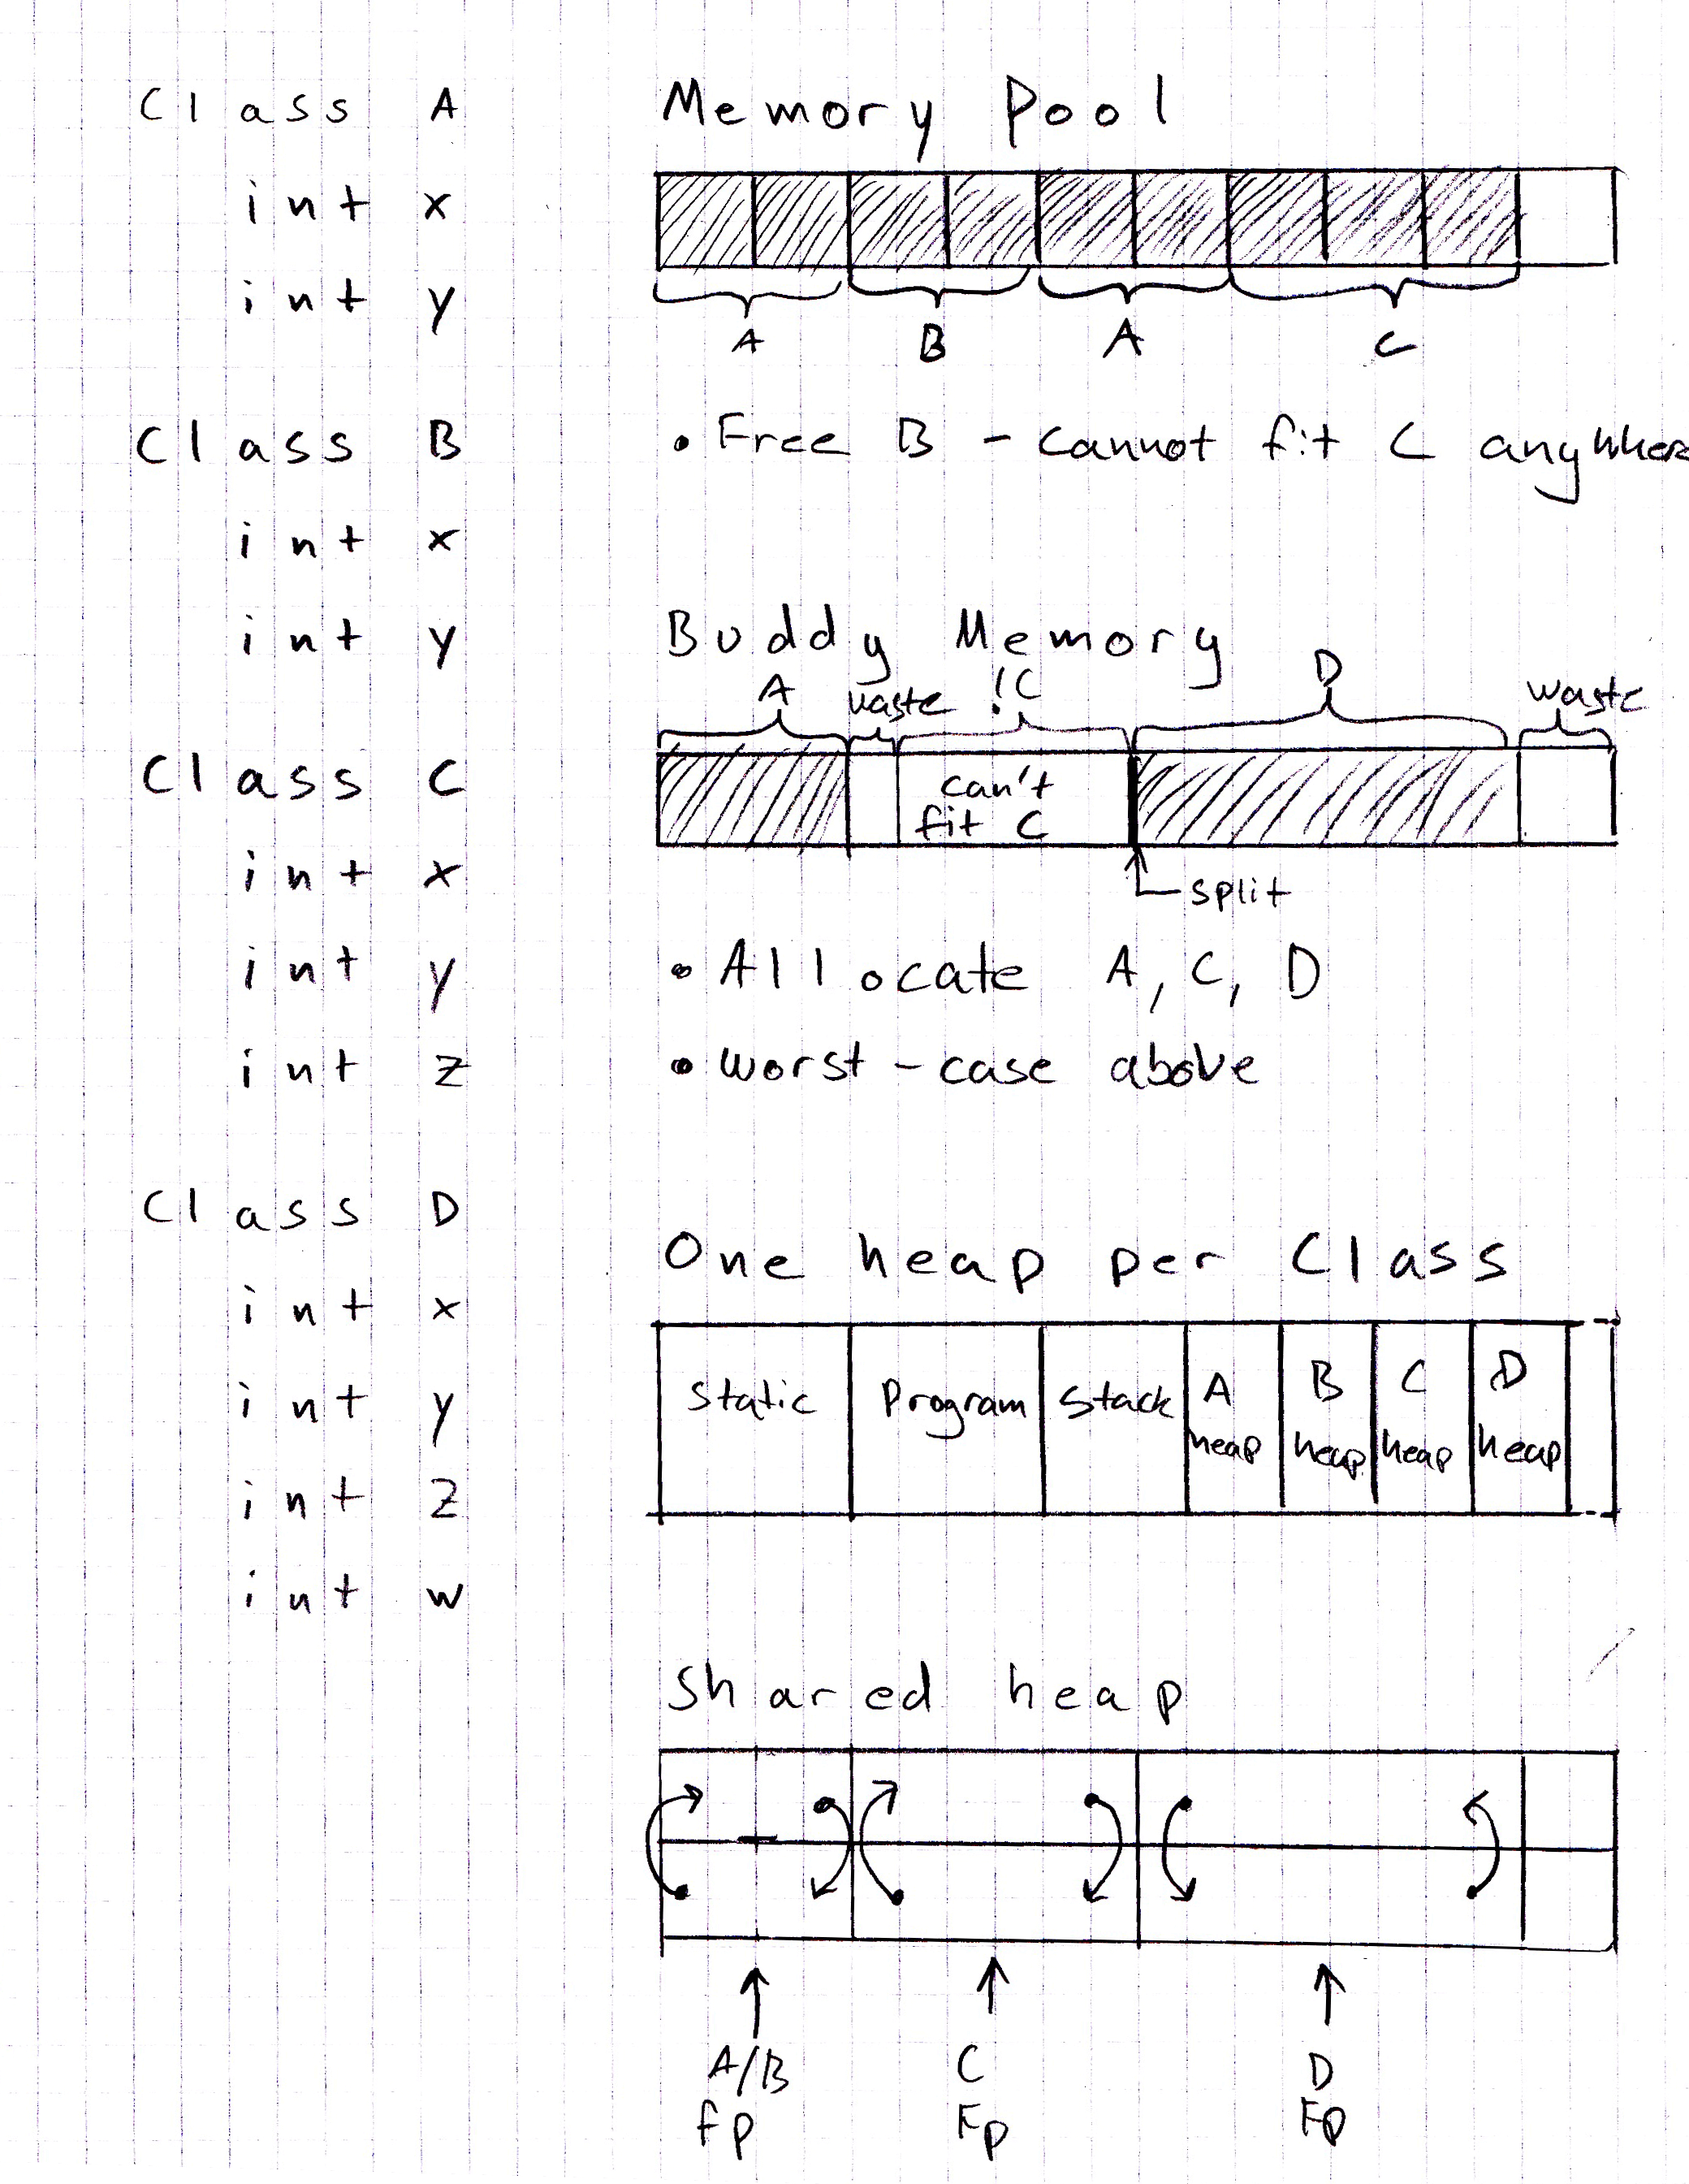 Class A
int x
int y
Class B
int x
int y
Class C
int x
int y
int z
Class D
int x
int y
int z
int w
Memory Pool
A B A C
• Free B - cannot fit C anywhere
Buddy Memory
A waste !C D waste
can't
fit C
split
• Allocate A, C, D
• worst-case above
One heap per Class
Static Program Stack A heap B heap C heap D heap
Shared heap
A/B C D
fp Fp Fp